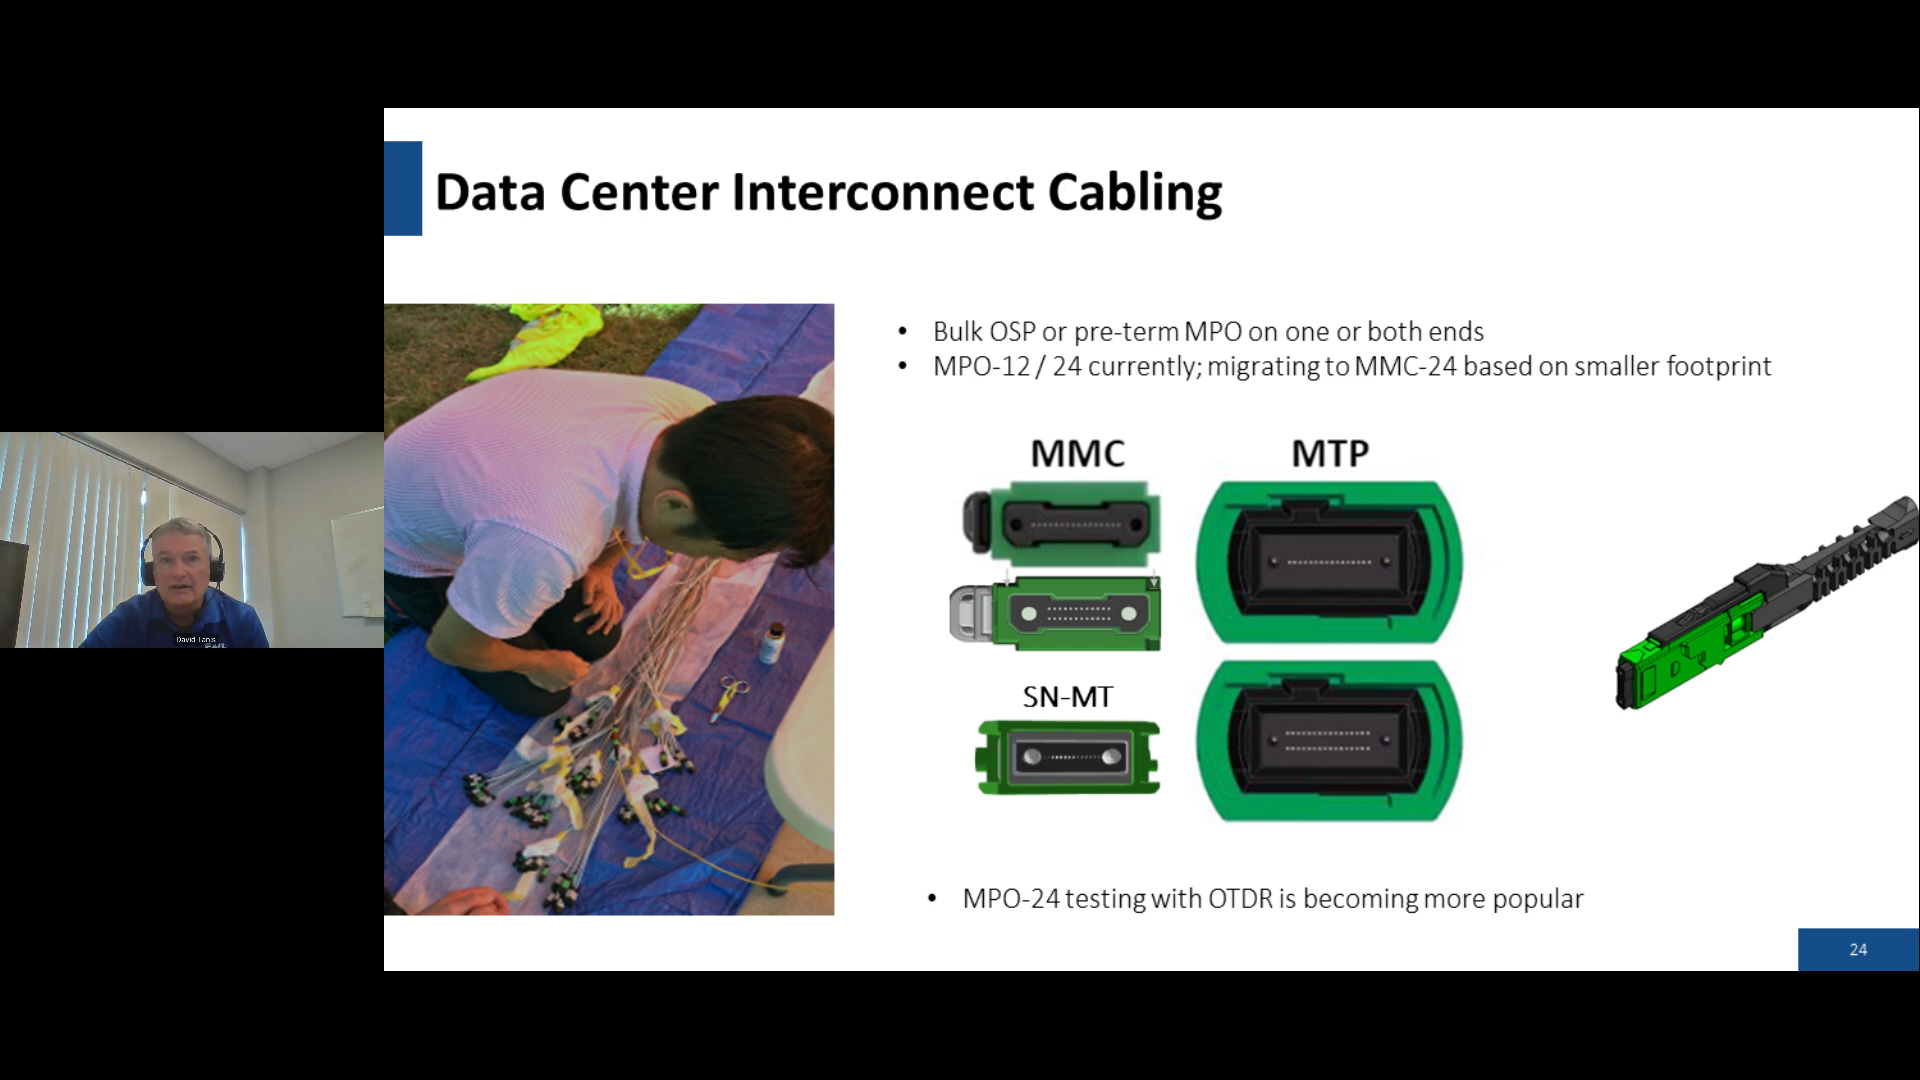 Data Center Interconnect Cabling
• Bulk OSP or pre-term MPO on one or both ends
• MPO-12 / 24 currently; migrating to MMC-24 based on smaller footprint
MMC
MTP
SN-MT
David Tanis
• MPO-24 testing with OTDR is becoming more popular
24